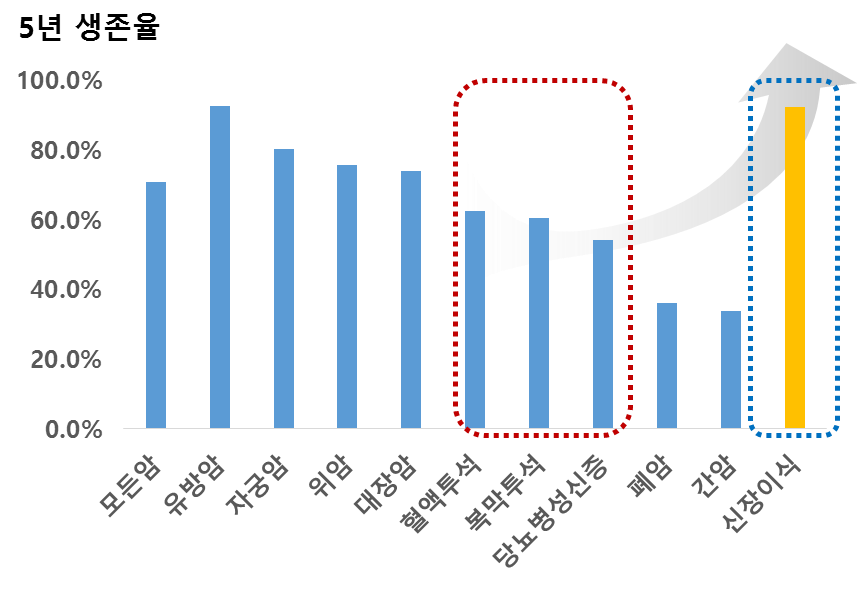 5년 생존율
100.0%
80.0%
60.0%
40.0%
20.0%
0.0%
모든암
유방암
자궁암
위암
대장암
혈액투석
복막투석
당뇨병성신증
폐암
간암
신장이식